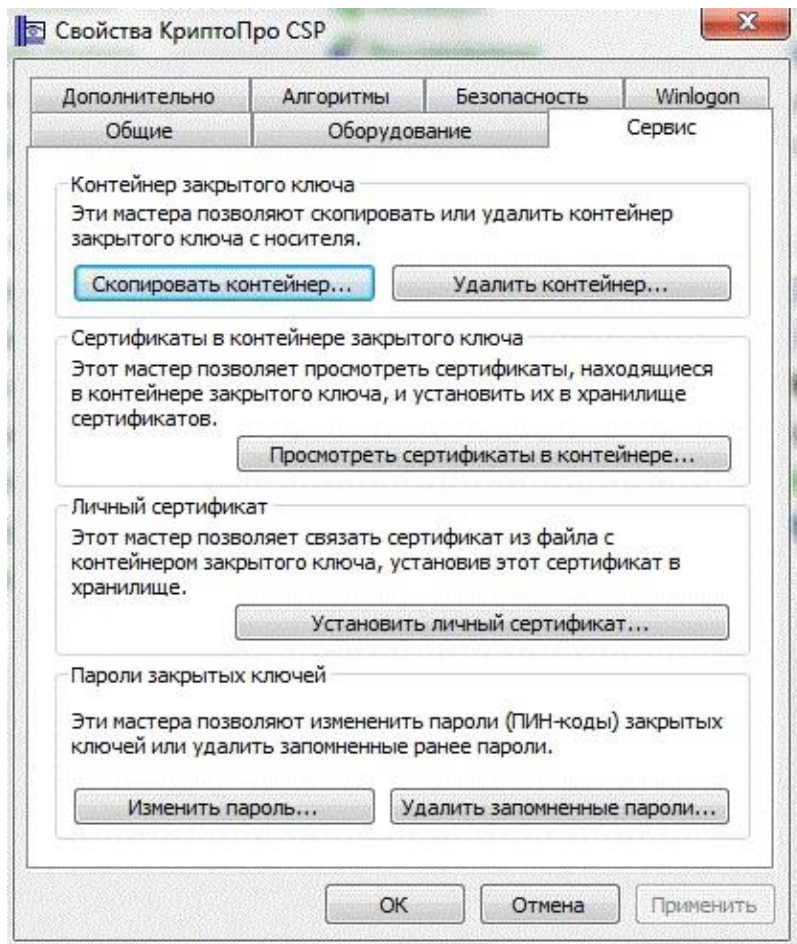 Свойства КриптоПро CSP
Дополнительно Алгоритмы Безопасность Winlogon
Общие Оборудование Сервис
Контейнер закрытого ключа
Эти мастера позволяют скопировать или удалить контейнер
закрытого ключа с носителя.
Скопировать контейнер... Удалить контейнер...
Сертификаты в контейнере закрытого ключа
Этот мастер позволяет просмотреть сертификаты, находящиеся
в контейнере закрытого ключа, и установить их в хранилище
сертификатов.
Просмотреть сертификаты в контейнере...
Личный сертификат
Этот мастер позволяет связать сертификат из файла с
контейнером закрытого ключа, установив этот сертификат в
хранилище.
Установить личный сертификат...
Пароли закрытых ключей
Эти мастера позволяют измененить пароли (ПИН-коды) закрытых
ключей или удалить запомненные ранее пароли.
Изменить пароль... Удалить запомненные пароли...
ОК Отмена Применить